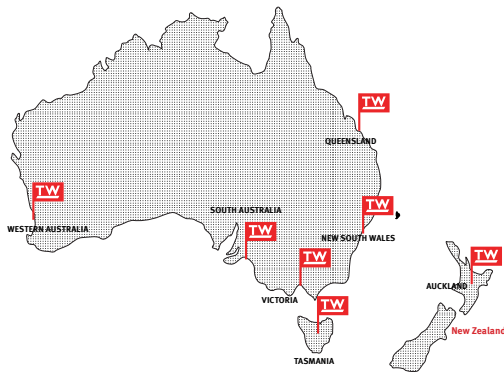 TW
QUEENSLAND
TW
WESTERN AUSTRALIA
SOUTH AUSTRALIA
TW
TW
NEW SOUTH WALES
TW
VICTORIA
TW
TASMANIA
TW
AUCKLAND
New Zealand